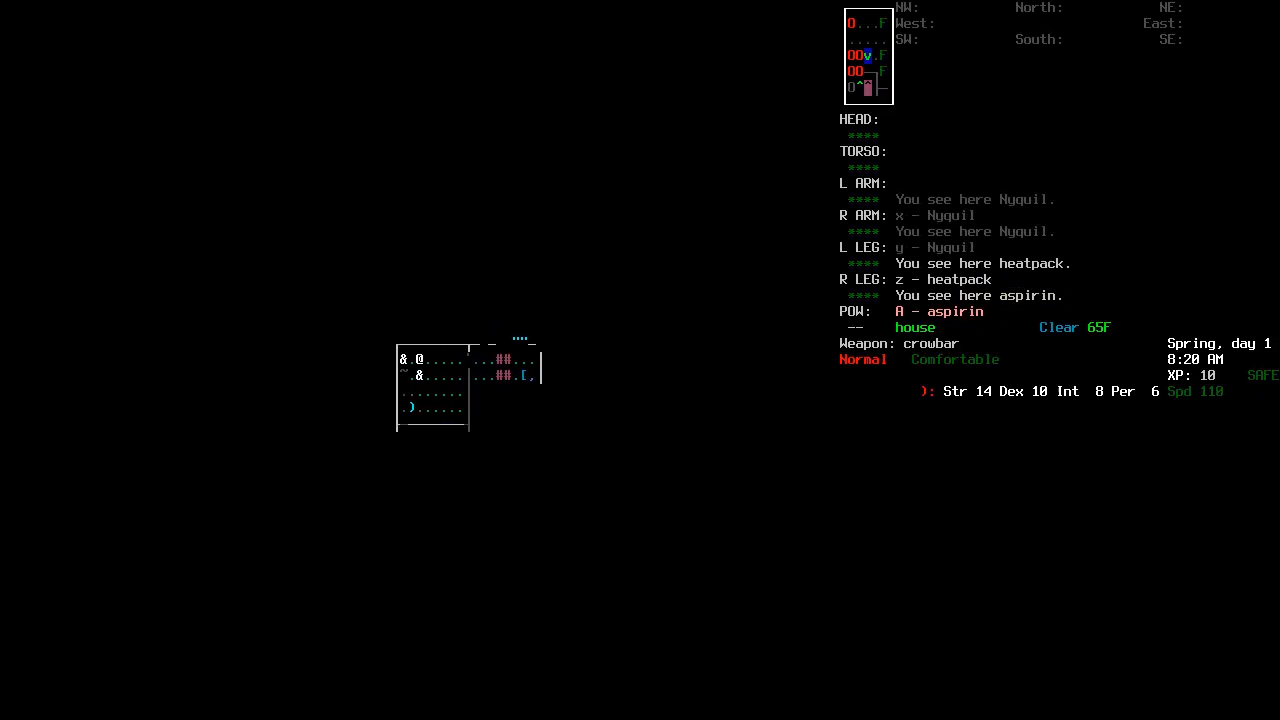 NW: North: NE:
O...F West: East:
..... SW: South: SE:
OOv.F
OO F
O^
HEAD:
****
TORSO:
****
L ARM:
**** You see here Nyquil.
R ARM: x - Nyquil
**** You see here Nyquil.
L LEG: y - Nyquil
**** You see here heatpack.
R LEG: z - heatpack
**** You see here aspirin.
POW: A - aspirin
-- house Clear 65F
Weapon: crowbar Spring, day 1
&.@.....'...##... Normal Comfortable 8:20 AM
~.&........##.[, XP: 10 SAFE
........ ): Str 14 Dex 10 Int 8 Per 6 Spd 110
.)......